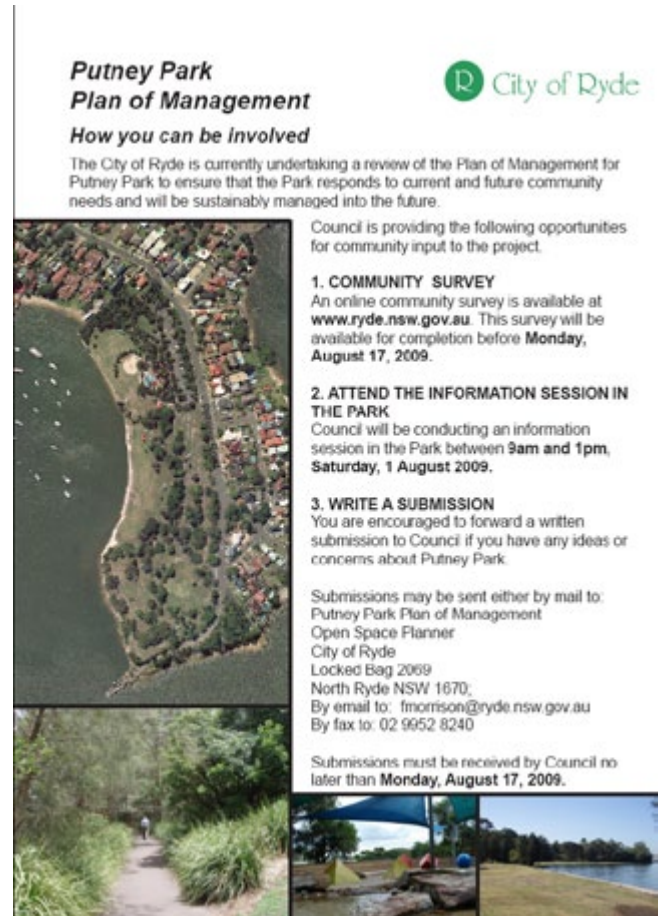 Putney Park
Plan of Management
R City of Ryde
How you can be involved
The City of Ryde is currently undertaking a review of the Plan of Management for
Putney Park to ensure that the Park responds to current and future community
needs and will be sustainably managed into the future.
Council is providing the following opportunities
for community input to the project.
1. COMMUNITY SURVEY
An online community survey is available at
www.ryde.nsw.gov.au. This survey will be
available for completion before Monday,
August 17, 2009.
2. ATTEND THE INFORMATION SESSION IN
THE PARK
Council will be conducting an information
session in the Park between 9am and 1pm,
Saturday, 1 August 2009.
3. WRITE A SUBMISSION
You are encouraged to forward a written
submission to Council if you have any ideas or
concerns about Putney Park.
Submissions may be sent either by mail to:
Putney Park Plan of Management
Open Space Planner
City of Ryde
Locked Bag 2069
North Ryde NSW 1670;
By email to: fmorrison@ryde.nsw.gov.au
By fax to: 02 9952 8240
Submissions must be received by Council no
later than Monday, August 17, 2009.